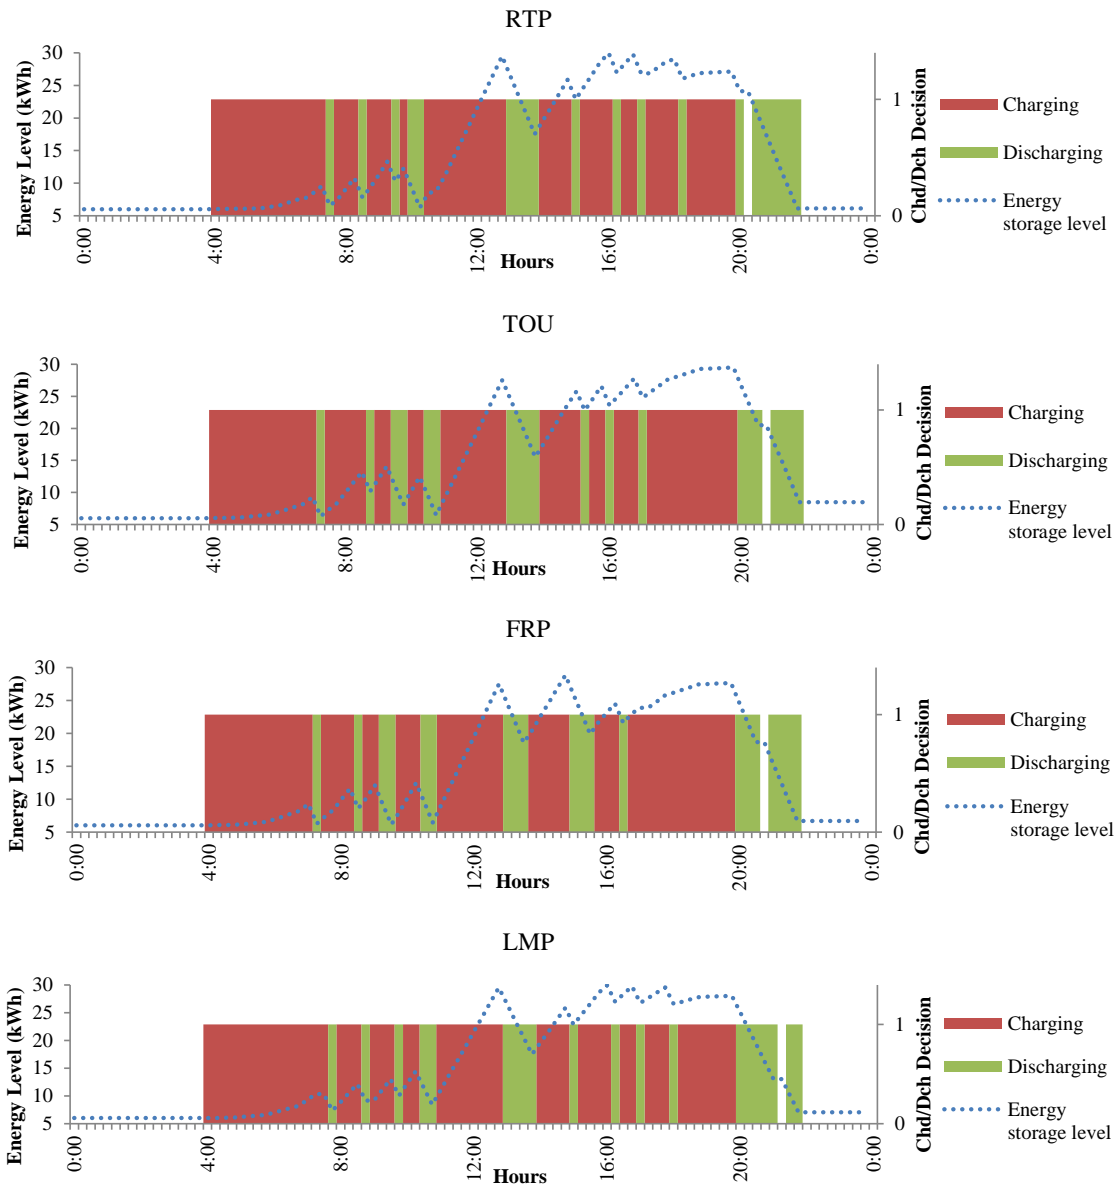 RTP
Energy Level (kWh)
30
25
20
15
10
5
1
0
Chd/Dch Decision
0:00
4:00
8:00
12:00
16:00
20:00
0:00
Hours
Charging
Discharging
Energy
storage level
TOU
Energy Level (kWh)
30
25
20
15
10
5
1
0
Chd/Dch Decision
0:00
4:00
8:00
12:00
16:00
20:00
0:00
Hours
Charging
Discharging
Energy
storage level
FRP
Energy Level (kWh)
30
25
20
15
10
5
1
0
Chd/Dch Decision
0:00
4:00
8:00
12:00
16:00
20:00
0:00
Hours
Charging
Discharging
Energy
storage level
LMP
Energy Level (kWh)
30
25
20
15
10
5
1
0
Chd/Dch Decision
0:00
4:00
8:00
12:00
16:00
20:00
0:00
Hours
Charging
Discharging
Energy
storage level